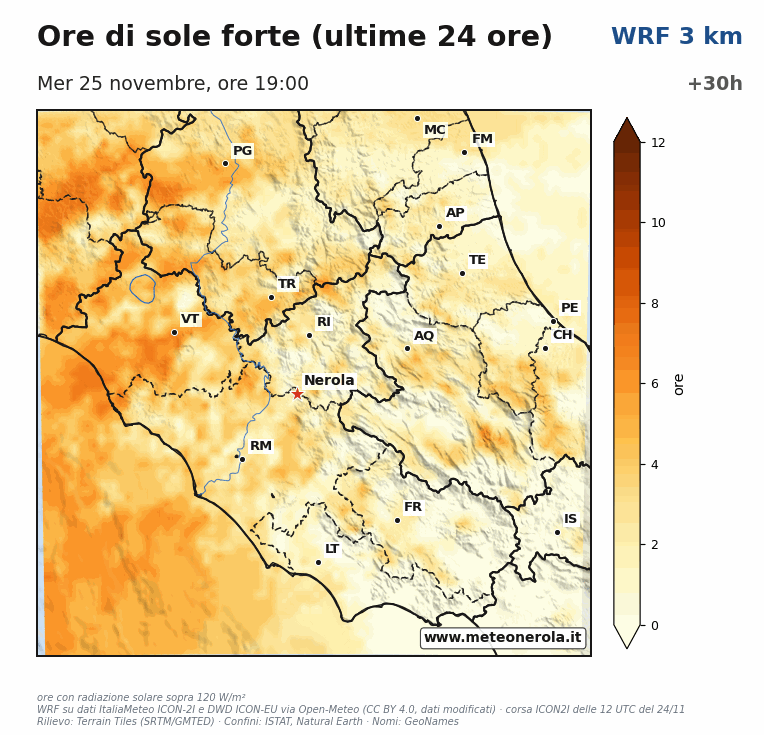 Ore di sole forte (ultime 24 ore)
WRF 3 km
Mer 25 novembre, ore 19:00
+30h
MC
FM
PG
AP
TE
TR
PE
VT
RI
AQ
CH
Nerola
RM
FR
IS
LT
www.meteonerola.it
12
10
8
6
4
2
0
ore
ore con radiazione solare sopra 120 W/m²
WRF su dati ItaliaMeteo ICON-2I e DWD ICON-EU via Open-Meteo (CC BY 4.0, dati modificati) · corsa ICON2I delle 12 UTC del 24/11
Rilievo: Terrain Tiles (SRTM/GMTED) · Confini: ISTAT, Natural Earth · Nomi: GeoNames